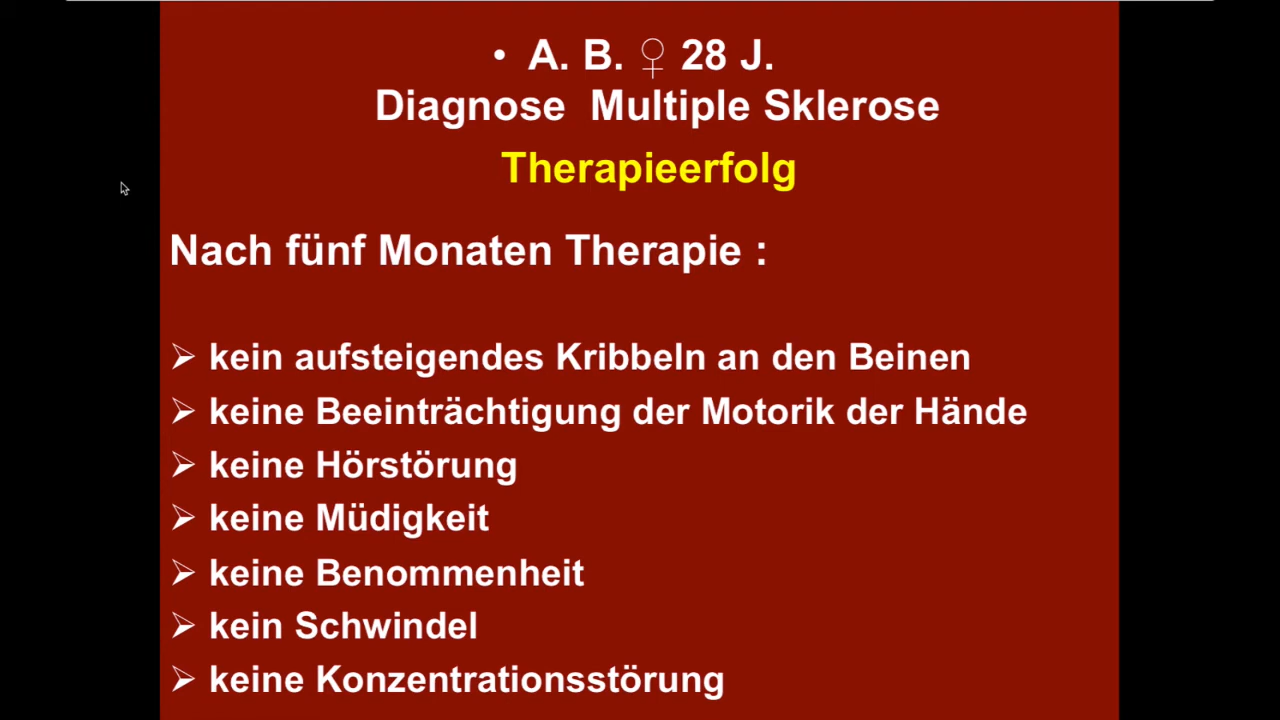 • A. B. ♀ 28 J.
Diagnose Multiple Sklerose
Therapieerfolg
Nach fünf Monaten Therapie :
➢ kein aufsteigendes Kribbeln an den Beinen
➢ keine Beeinträchtigung der Motorik der Hände
➢ keine Hörstörung
➢ keine Müdigkeit
➢ keine Benommenheit
➢ kein Schwindel
➢ keine Konzentrationsstörung